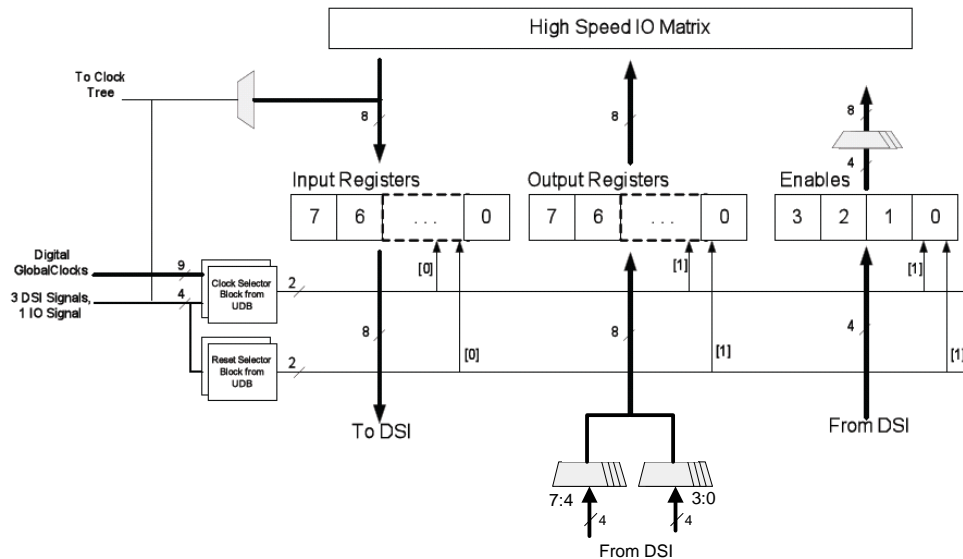 High Speed IO Matrix
To Clock
Tree
8
8
8
4
Input Registers
Output Registers
Enables
7 6 . . . 0
7 6 . . . 0
3 2 1 0
Digital
GlobalClocks
9
3 DSI Signals,
1 IO Signal
4
Clock Selector
Block from
UDB
2
[0]
[1]
[1]
8
8
4
Reset Selector
Block from
UDB
2
[0]
[1]
[1]
To DSI
From DSI
7:4
3:0
4
4
From DSI